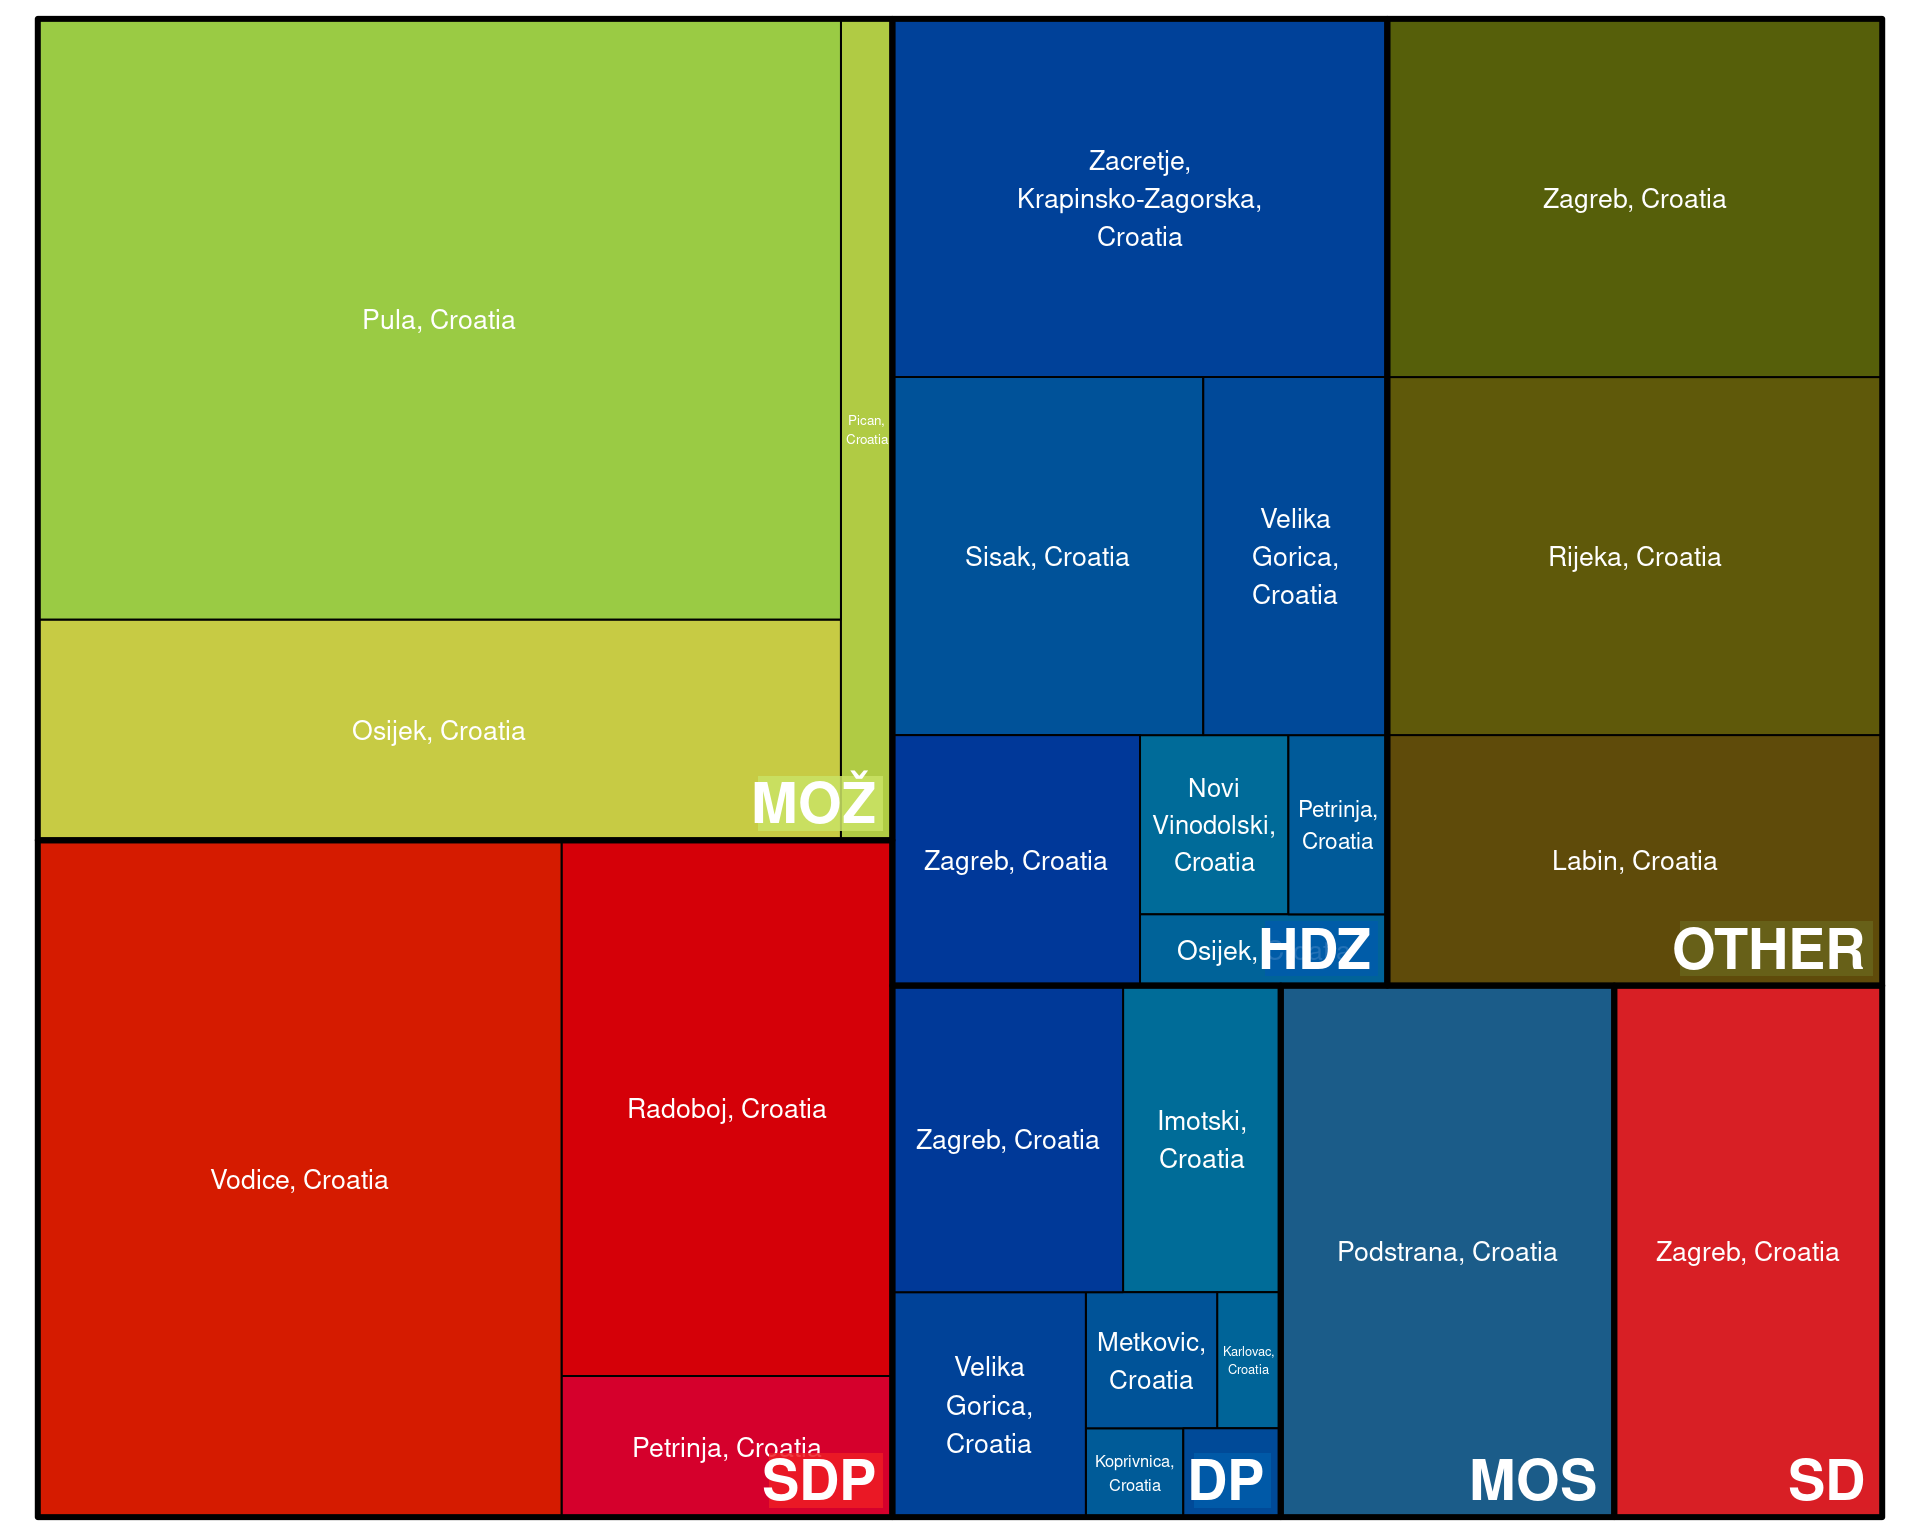 Pula, Croatia
Pican,
Croatia
Osijek, Croatia
MOŽ
Vodice, Croatia
Radoboj, Croatia
Petrinja, Croatia
SDP
Zacretje,
Krapinsko-Zagorska,
Croatia
Sisak, Croatia
Velika
Gorica,
Croatia
Zagreb, Croatia
Novi
Vinodolski,
Croatia
Petrinja,
Croatia
Osijek, Croatia
HDZ
Zagreb, Croatia
Rijeka, Croatia
Labin, Croatia
OTHER
Zagreb, Croatia
Imotski,
Croatia
Velika
Gorica,
Croatia
Metkovic,
Croatia
Karlovac,
Croatia
Koprivnica,
Croatia
DP
Podstrana, Croatia
MOS
Zagreb, Croatia
SD